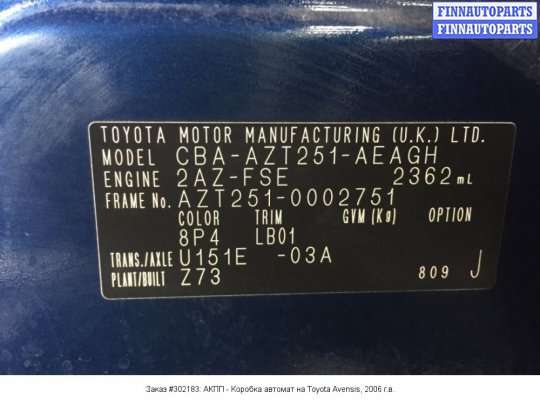 FINNAUTOPARTS
FINNAUTOPARTS
TOYOTA MOTOR MANUFACTURING (U.K.) LTD.
MODEL CBA-AZT251-AEAGH
ENGINE 2AZ-FSE 2362mL
FRAME No. AZT251-0002751
COLOR TRIM GVM (Kg) OPTION
8P4 LB01
TRANS./AXLE U151E -03A
PLANT/BUILT Z73 809 J
Заказ #302183: АКПП - Коробка автомат на Toyota Avensis, 2006 г.в.